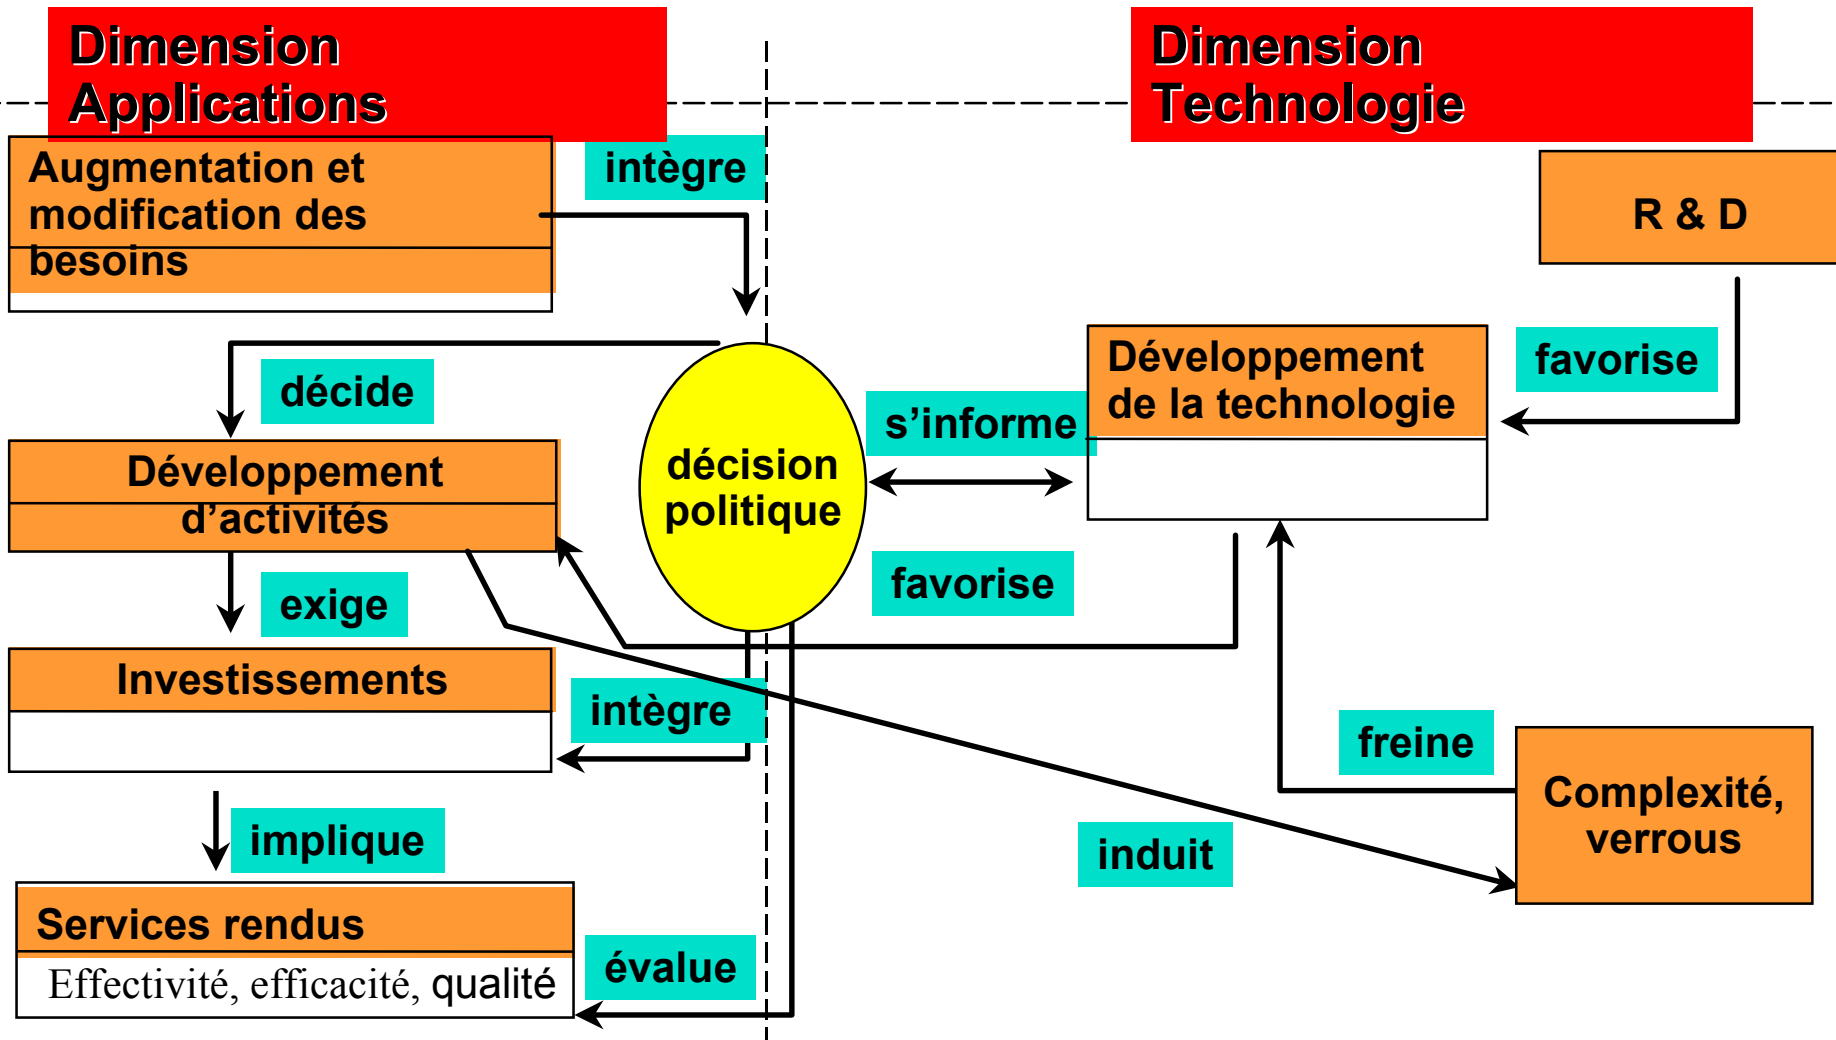 Dimension
Applications
Dimension
Technologie
Augmentation et
modification des
besoins
intègre
R & D
décide
décision
politique
s’informe
Développement
de la technologie
favorise
Développement
d’activités
favorise
exige
Investissements
intègre
freine
Complexité,
verrous
implique
induit
Services rendus
Effectivité, efficacité, qualité
évalue